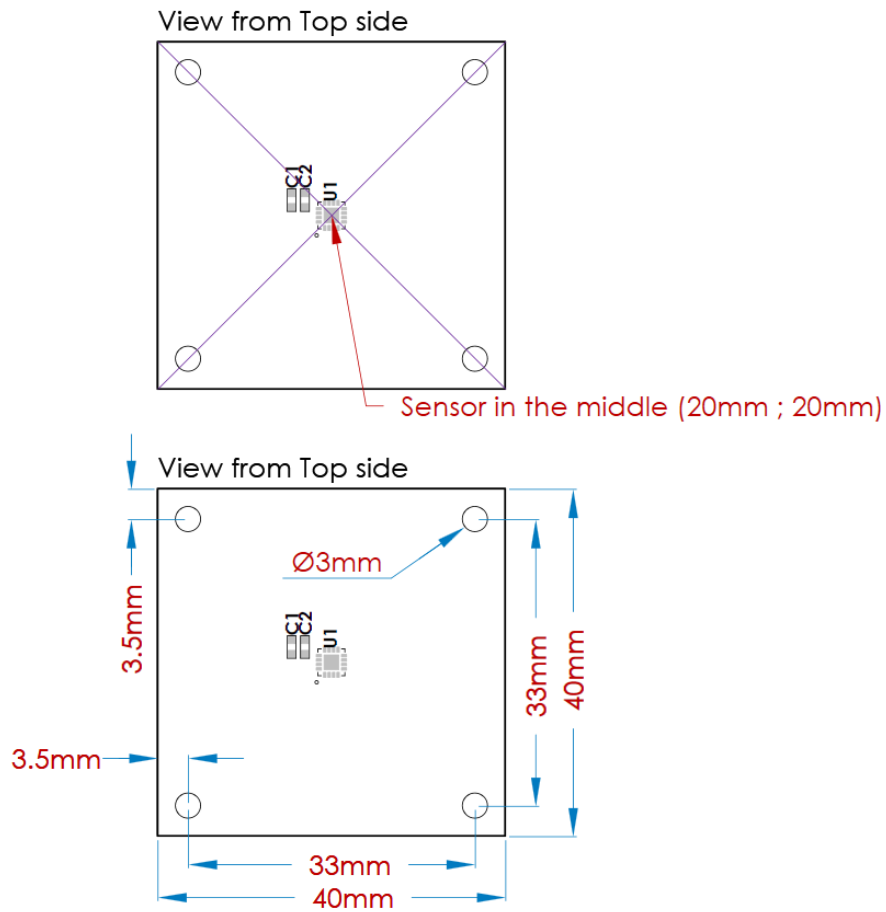 View from Top side
C1
C2
U1
Sensor in the middle (20mm ; 20mm)
View from Top side
Ø3mm
C1
C2
U1
3.5mm
33mm
40mm
3.5mm
33mm
40mm